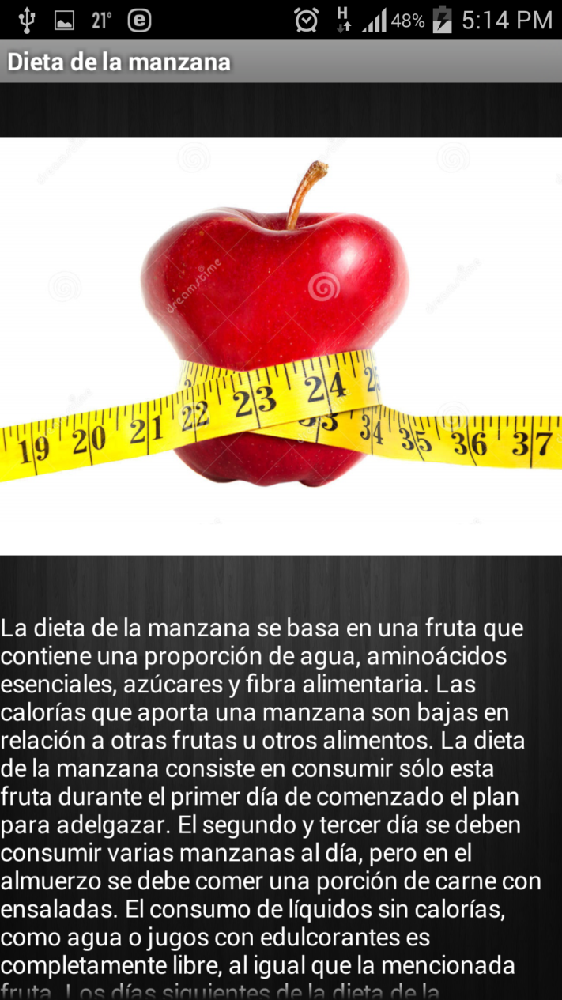 21°
48%
5:14 PM
Dieta de la manzana
dreamstime
19 20 21 22 23 24 25
33 34 35 36 37
La dieta de la manzana se basa en una fruta que
contiene una proporción de agua, aminoácidos
esenciales, azúcares y fibra alimentaria. Las
calorías que aporta una manzana son bajas en
relación a otras frutas u otros alimentos. La dieta
de la manzana consiste en consumir sólo esta
fruta durante el primer día de comenzado el plan
para adelgazar. El segundo y tercer día se deben
consumir varias manzanas al día, pero en el
almuerzo se debe comer una porción de carne con
ensaladas. El consumo de líquidos sin calorías,
como agua o jugos con edulcorantes es
completamente libre, al igual que la mencionada
fruta. Los días siguientes de la dieta de la